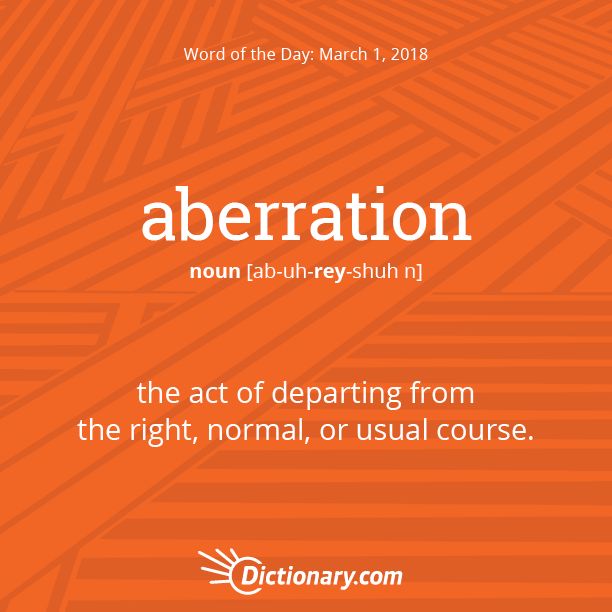 Word of the Day: March 1, 2018
aberration
noun [ab-uh-rey-shuh n]
the act of departing from
the right, normal, or usual course.
Dictionary.com